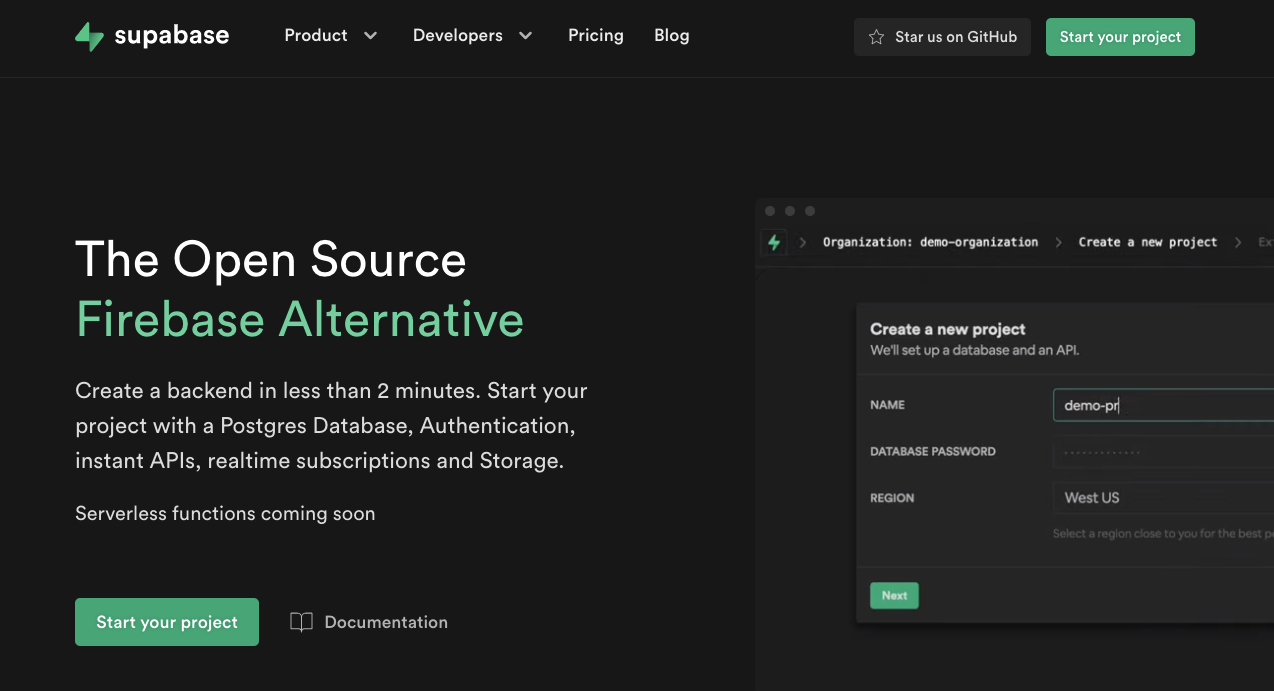 supabase
Product
Developers
Pricing
Blog
Star us on GitHub
Start your project
The Open Source
Firebase Alternative
Create a backend in less than 2 minutes. Start your
project with a Postgres Database, Authentication,
instant APIs, realtime subscriptions and Storage.
Serverless functions coming soon
Start your project
Documentation
Organization: demo-organization
Create a new project
Create a new project
We'll set up a database and an API.
NAME
demo-pr
DATABASE PASSWORD
REGION
West US
Select a region close to you for the best
Next